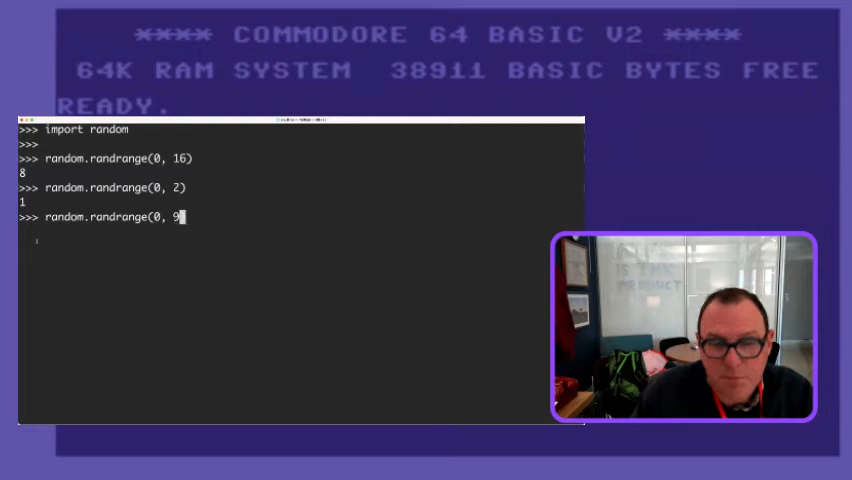 **** COMMODORE 64 BASIC V2 ****
64K RAM SYSTEM 38911 BASIC BYTES FREE
READY.
>>> import random
>>>
>>> random.randrange(0, 16)
8
>>> random.randrange(0, 2)
1
>>> random.randrange(0, 9)